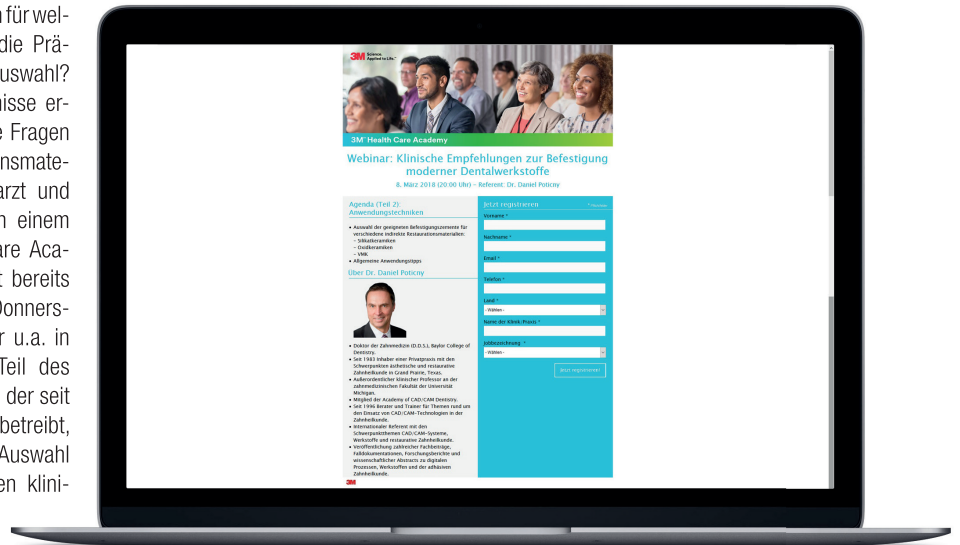 n für wel-
die Prä-
uswahl?
nisse er-
e Fragen
nsmate-
arzt und
n einem
are Aca-
t bereits
Donners-
r u.a. in
Teil des
der seit
betreibt,
Auswahl
en klini-
3M Science.
Applied to Life.™
3M™ Health Care Academy
Webinar: Klinische Empfehlungen zur Befestigung
moderner Dentalwerkstoffe
8. März 2018 (20:00 Uhr) – Referent: Dr. Daniel Poticny
Agenda (Teil 2):
Anwendungstechniken
• Auswahl der geeigneten Befestigungszemente für
verschiedene indirekte Restaurationsmaterialien:
– Silikatkeramiken
– Oxidkeramiken
– VMK
• Allgemeine Anwendungstipps
Über Dr. Daniel Poticny
• Doktor der Zahnmedizin (D.D.S.), Baylor College of
Dentistry.
• Seit 1983 Inhaber einer Privatpraxis mit den
Schwerpunkten ästhetische und restaurative
Zahnheilkunde in Grand Prairie, Texas.
• Außerordentlicher klinischer Professor an der
zahnmedizinischen Fakultät der Universität
Michigan.
• Mitglied der Academy of CAD/CAM Dentistry.
• Seit 1996 Berater und Trainer für Themen rund um
den Einsatz von CAD/CAM-Technologien in der
Zahnheilkunde.
• Internationaler Referent mit den
Schwerpunktthemen CAD/CAM-Systeme,
Werkstoffe und restaurative Zahnheilkunde.
• Veröffentlichung zahlreicher Fachbeiträge,
Falldokumentationen, Forschungsberichte und
wissenschaftlicher Abstracts zu digitalen
Prozessen, Werkstoffen und der adhäsiven
Zahnheilkunde.
3M
Jetzt registrieren
Vorname *
Nachname *
Email *
Telefon *
Land *
- Wählen -
Name der Klinik/Praxis *
Jobbezeichnung *
- Wählen -
Jetzt registrieren!